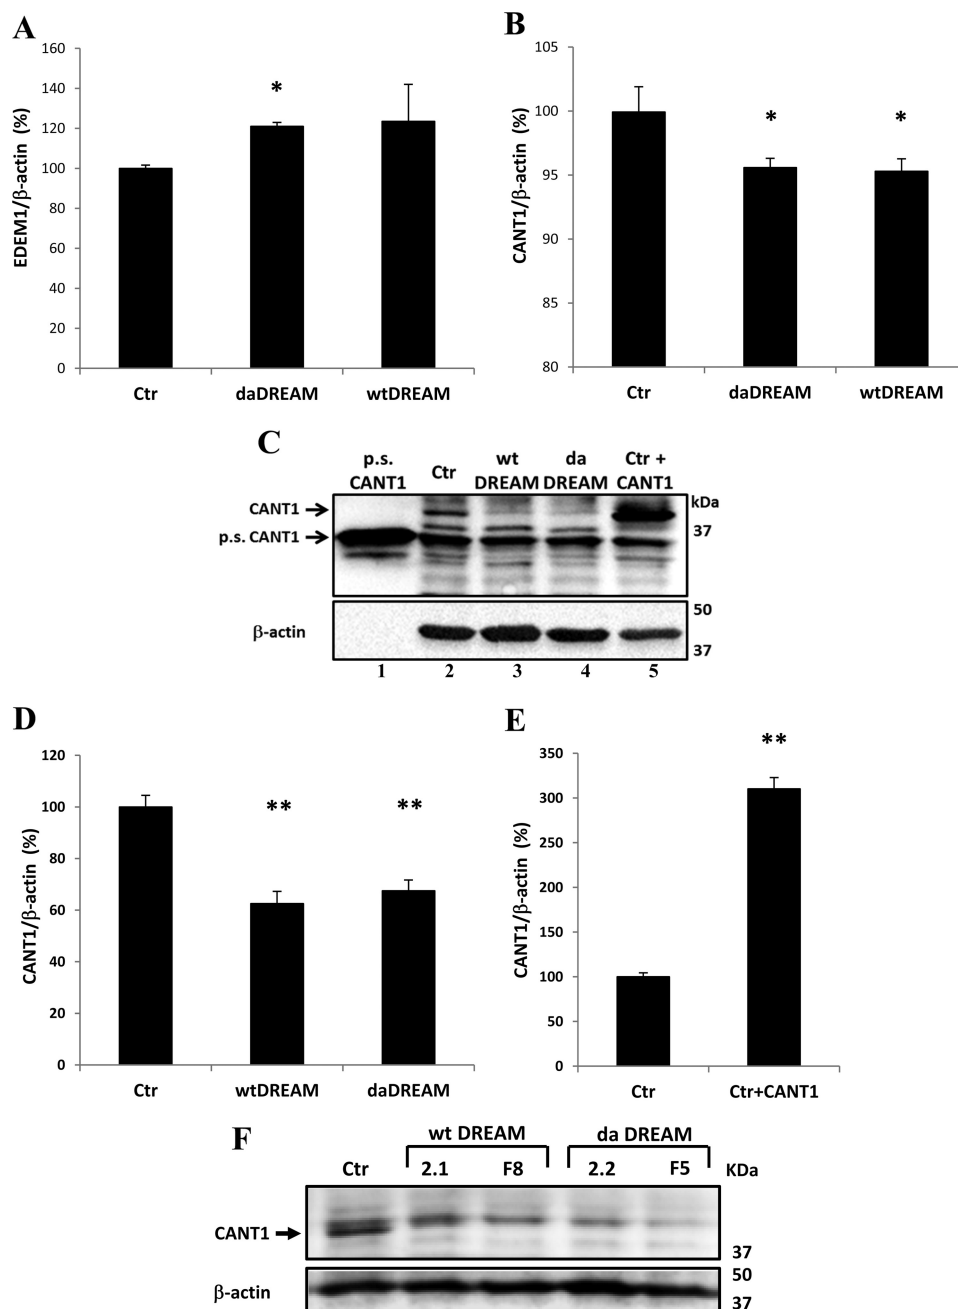 A
EDEM1/β-actin (%)
160
140
120
100
80
60
40
20
0
*
Ctr
daDREAM
wtDREAM
B
CANT1/β-actin (%)
105
100
95
90
85
80
*
*
Ctr
daDREAM
wtDREAM
C
p.s.
CANT1
Ctr
wt
DREAM
da
DREAM
Ctr +
CANT1
kDa
CANT1
37
p.s. CANT1
50
β-actin
37
1
2
3
4
5
D
CANT1/β-actin (%)
120
100
80
60
40
20
0
**
**
Ctr
wtDREAM
daDREAM
E
CANT1/β-actin (%)
350
300
250
200
150
100
50
0
**
Ctr
Ctr+CANT1
F
wt DREAM
da DREAM
Ctr
2.1
F8
2.2
F5
KDa
CANT1
37
50
β-actin
37